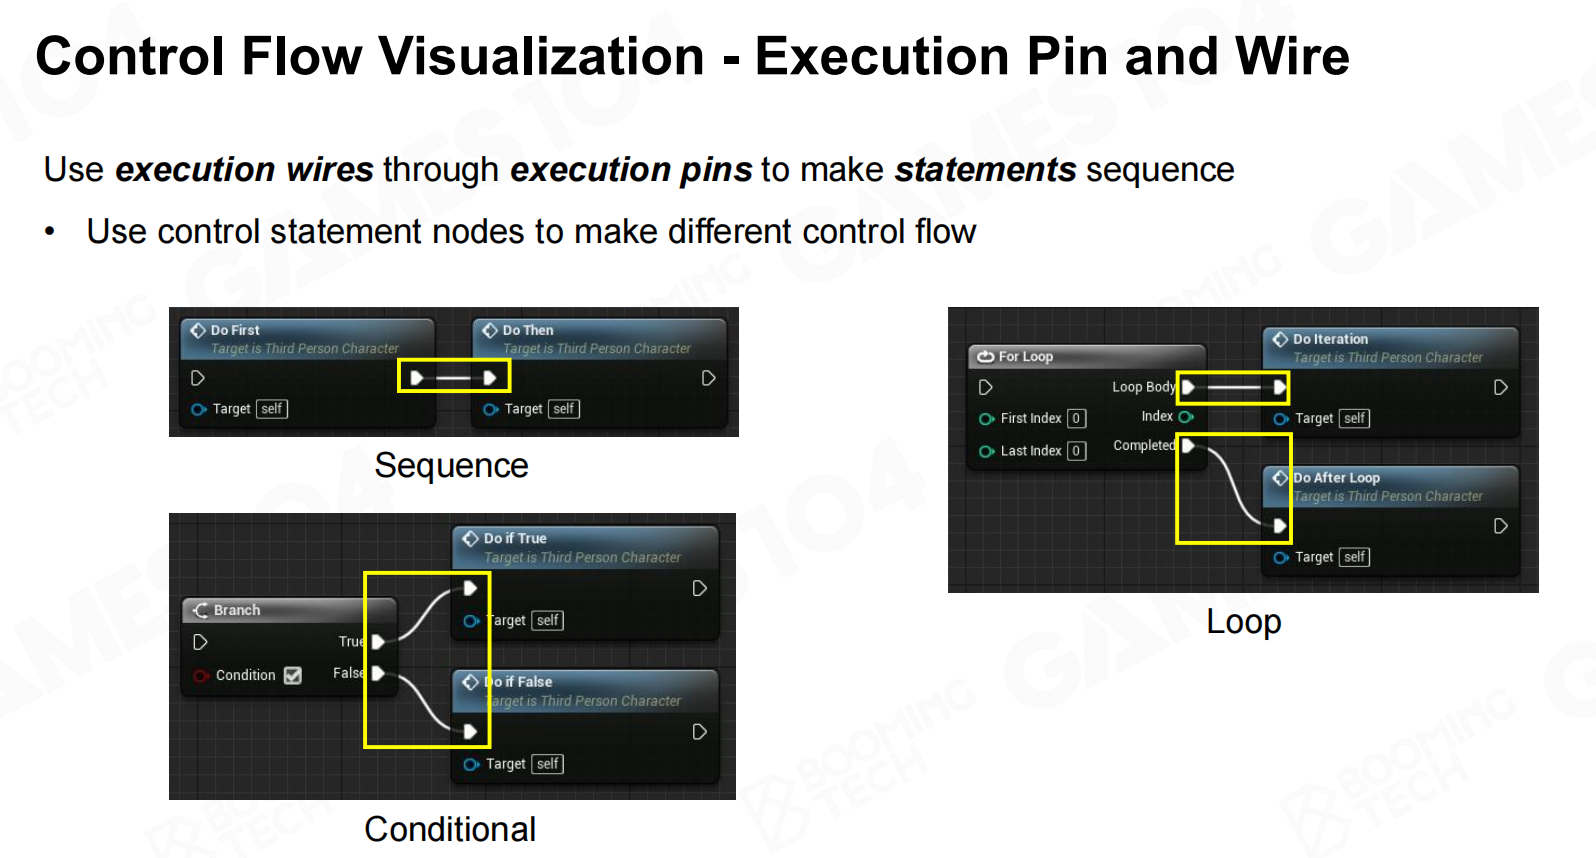 Control Flow Visualization - Execution Pin and Wire
Use execution wires through execution pins to make statements sequence
• Use control statement nodes to make different control flow
Do First
Target is Third Person Character
Target self
Do Then
Target is Third Person Character
Target self
Sequence
Branch
True
Condition
False
Do if True
Target is Third Person Character
Target self
Do if False
Target is Third Person Character
Target self
Conditional
For Loop
Loop Body
First Index 0
Index
Last Index 0
Completed
Do Iteration
Target is Third Person Character
Target self
Do After Loop
Target is Third Person Character
Target self
Loop
GAMES104
BOOMING
TECH